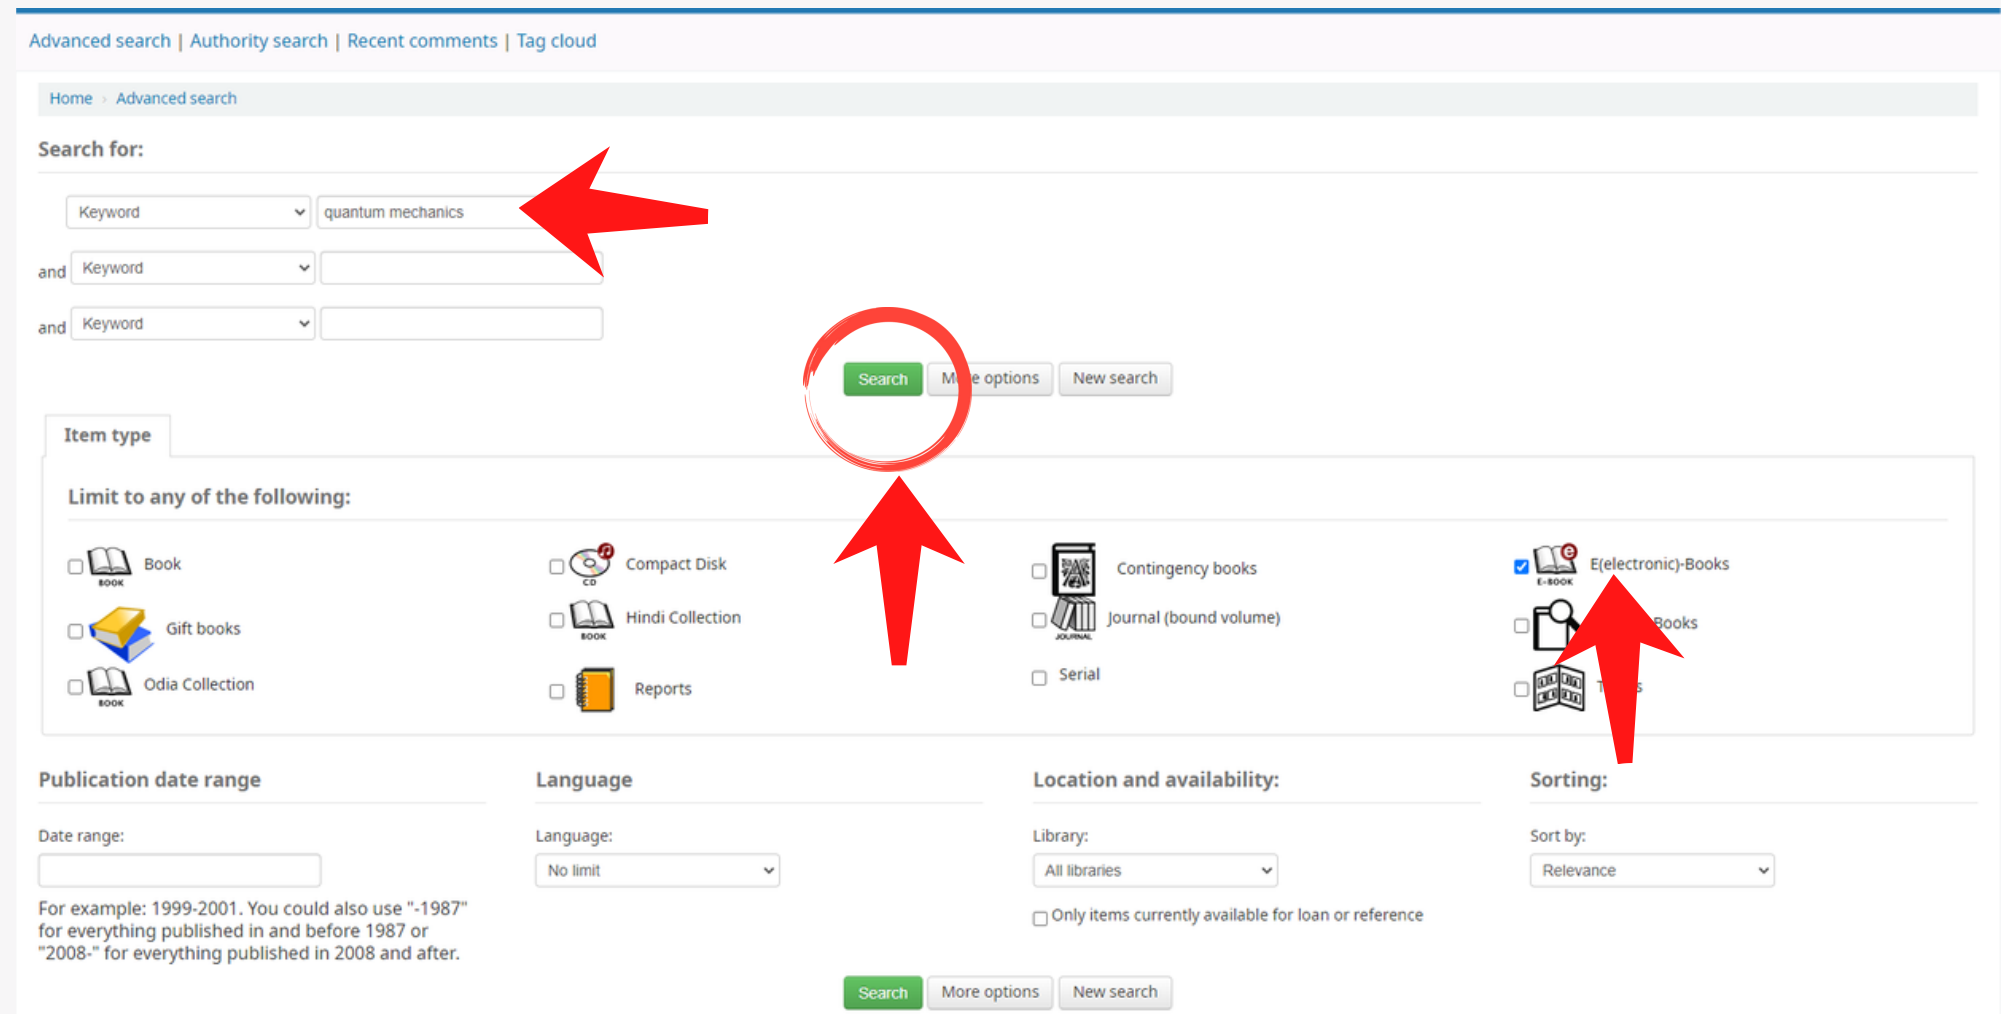 Advanced search | Authority search | Recent comments | Tag cloud
Home › Advanced search
Search for:
Keyword quantum mechanics
and Keyword
and Keyword
Search More options New search
Item type
Limit to any of the following:
BOOK Book
CD Compact Disk
Contingency books
E-BOOK E(electronic)-Books
Gift books
BOOK Hindi Collection
JOURNAL Journal (bound volume)
Books
BOOK Odia Collection
Reports
Serial
Publication date range
Language
Location and availability:
Sorting:
Date range:
Language:
Library:
Sort by:
No limit
All libraries
Relevance
For example: 1999-2001. You could also use "-1987"
for everything published in and before 1987 or
"2008-" for everything published in 2008 and after.
Only items currently available for loan or reference
Search More options New search